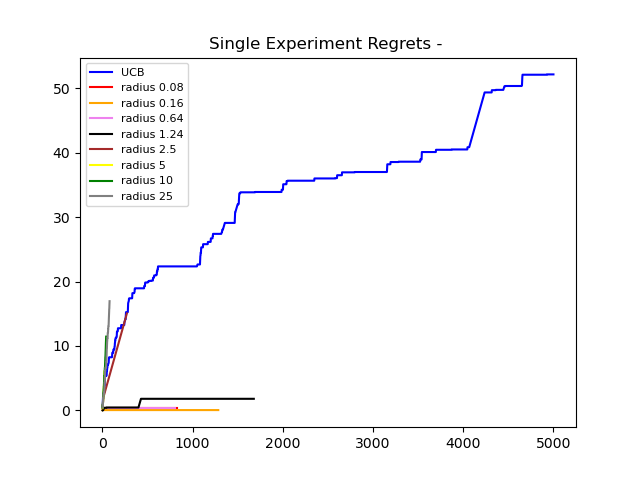 Single Experiment Regrets -
UCB
radius 0.08
radius 0.16
radius 0.64
radius 1.24
radius 2.5
radius 5
radius 10
radius 25
50
40
30
20
10
0
0 1000 2000 3000 4000 5000